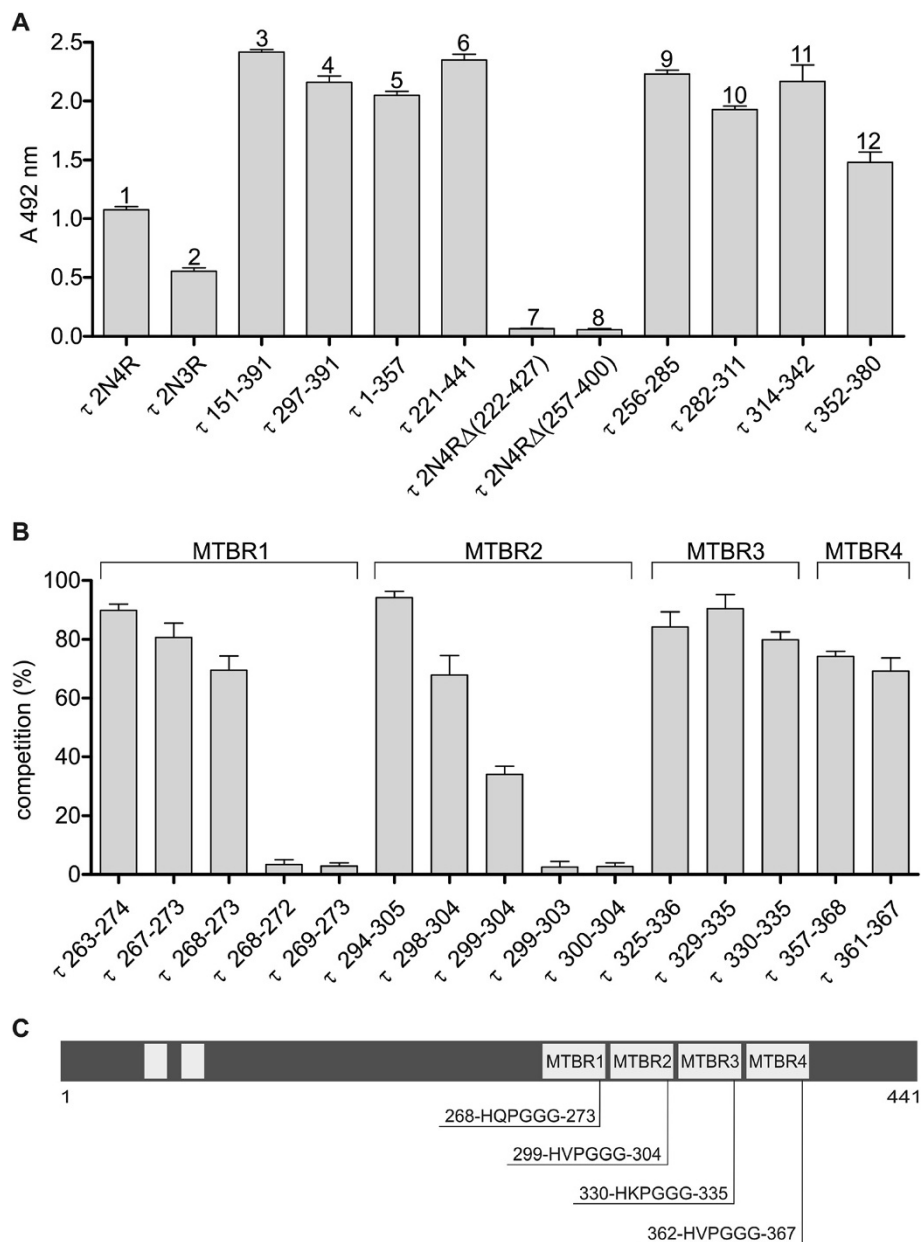 A
A 492 nm
2.5
2.0
1.5
1.0
0.5
0.0
1
2
3
4
5
6
7
8
9
10
11
12
τ 2N4R
τ 2N3R
τ 151-391
τ 297-391
τ 1-357
τ 221-441
τ 2N4RΔ(222-427)
τ 2N4RΔ(257-400)
τ 256-285
τ 282-311
τ 314-342
τ 352-380
B
MTBR1 MTBR2 MTBR3 MTBR4
competition (%)
100
80
60
40
20
0
τ 263-274
τ 267-273
τ 268-273
τ 268-272
τ 269-273
τ 294-305
τ 298-304
τ 299-304
τ 299-303
τ 300-304
τ 325-336
τ 329-335
τ 330-335
τ 357-368
τ 361-367
C
MTBR1 MTBR2 MTBR3 MTBR4
1 441
268-HQPGGG-273
299-HVPGGG-304
330-HKPGGG-335
362-HVPGGG-367